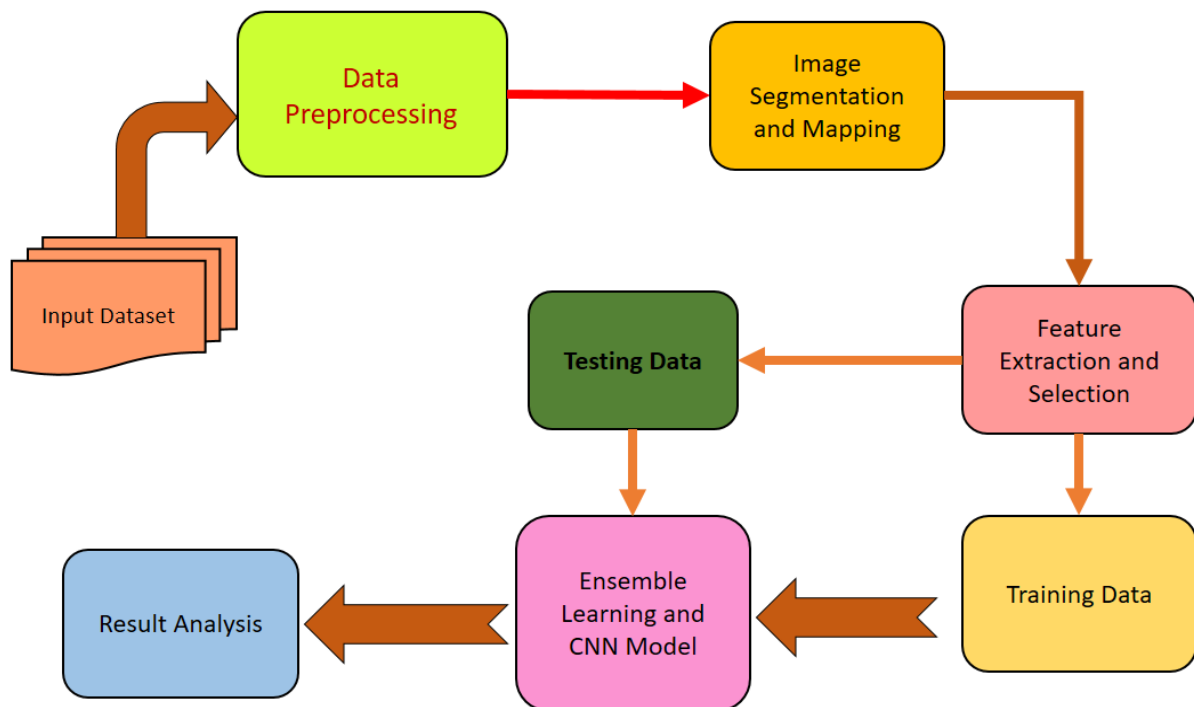 Data
Preprocessing
Image
Segmentation
and Mapping
Input Dataset
Testing Data
Feature
Extraction and
Selection
Result Analysis
Ensemble
Learning and
CNN Model
Training Data